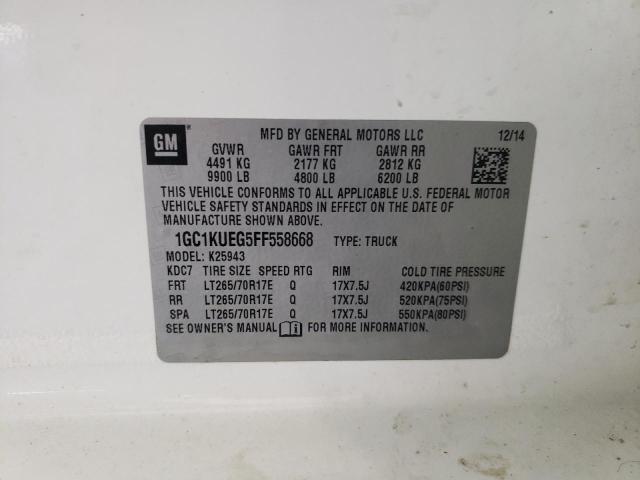 GM
MFD BY GENERAL MOTORS LLC 12/14
GVWR GAWR FRT GAWR RR
4491 KG 2177 KG 2812 KG
9900 LB 4800 LB 6200 LB
THIS VEHICLE CONFORMS TO ALL APPLICABLE U.S. FEDERAL MOTOR
VEHICLE SAFETY STANDARDS IN EFFECT ON THE DATE OF
MANUFACTURE SHOWN ABOVE.
1GC1KUEG5FF558668 TYPE: TRUCK
MODEL: K25943
KDC7 TIRE SIZE SPEED RTG RIM COLD TIRE PRESSURE
FRT LT265/70R17E Q 17X7.5J 420KPA(60PSI)
RR LT265/70R17E Q 17X7.5J 520KPA(75PSI)
SPA LT265/70R17E Q 17X7.5J 550KPA(80PSI)
SEE OWNER'S MANUAL FOR MORE INFORMATION.